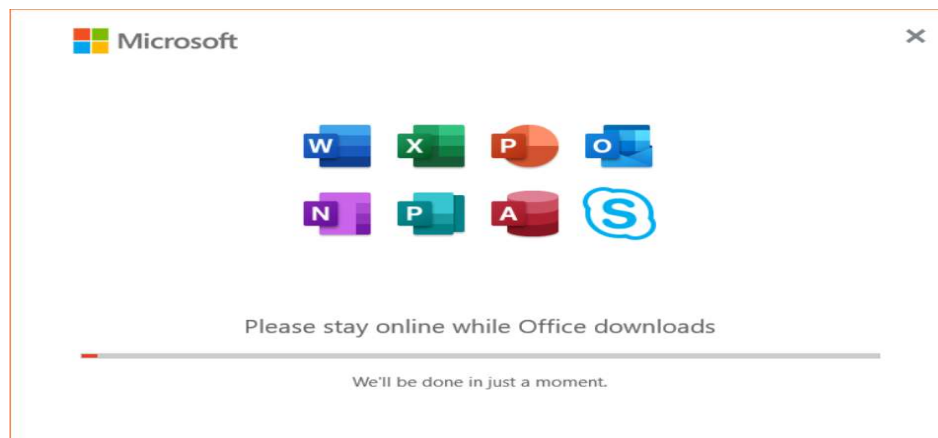 Microsoft
W X P O
N P A S
Please stay online while Office downloads
We'll be done in just a moment.